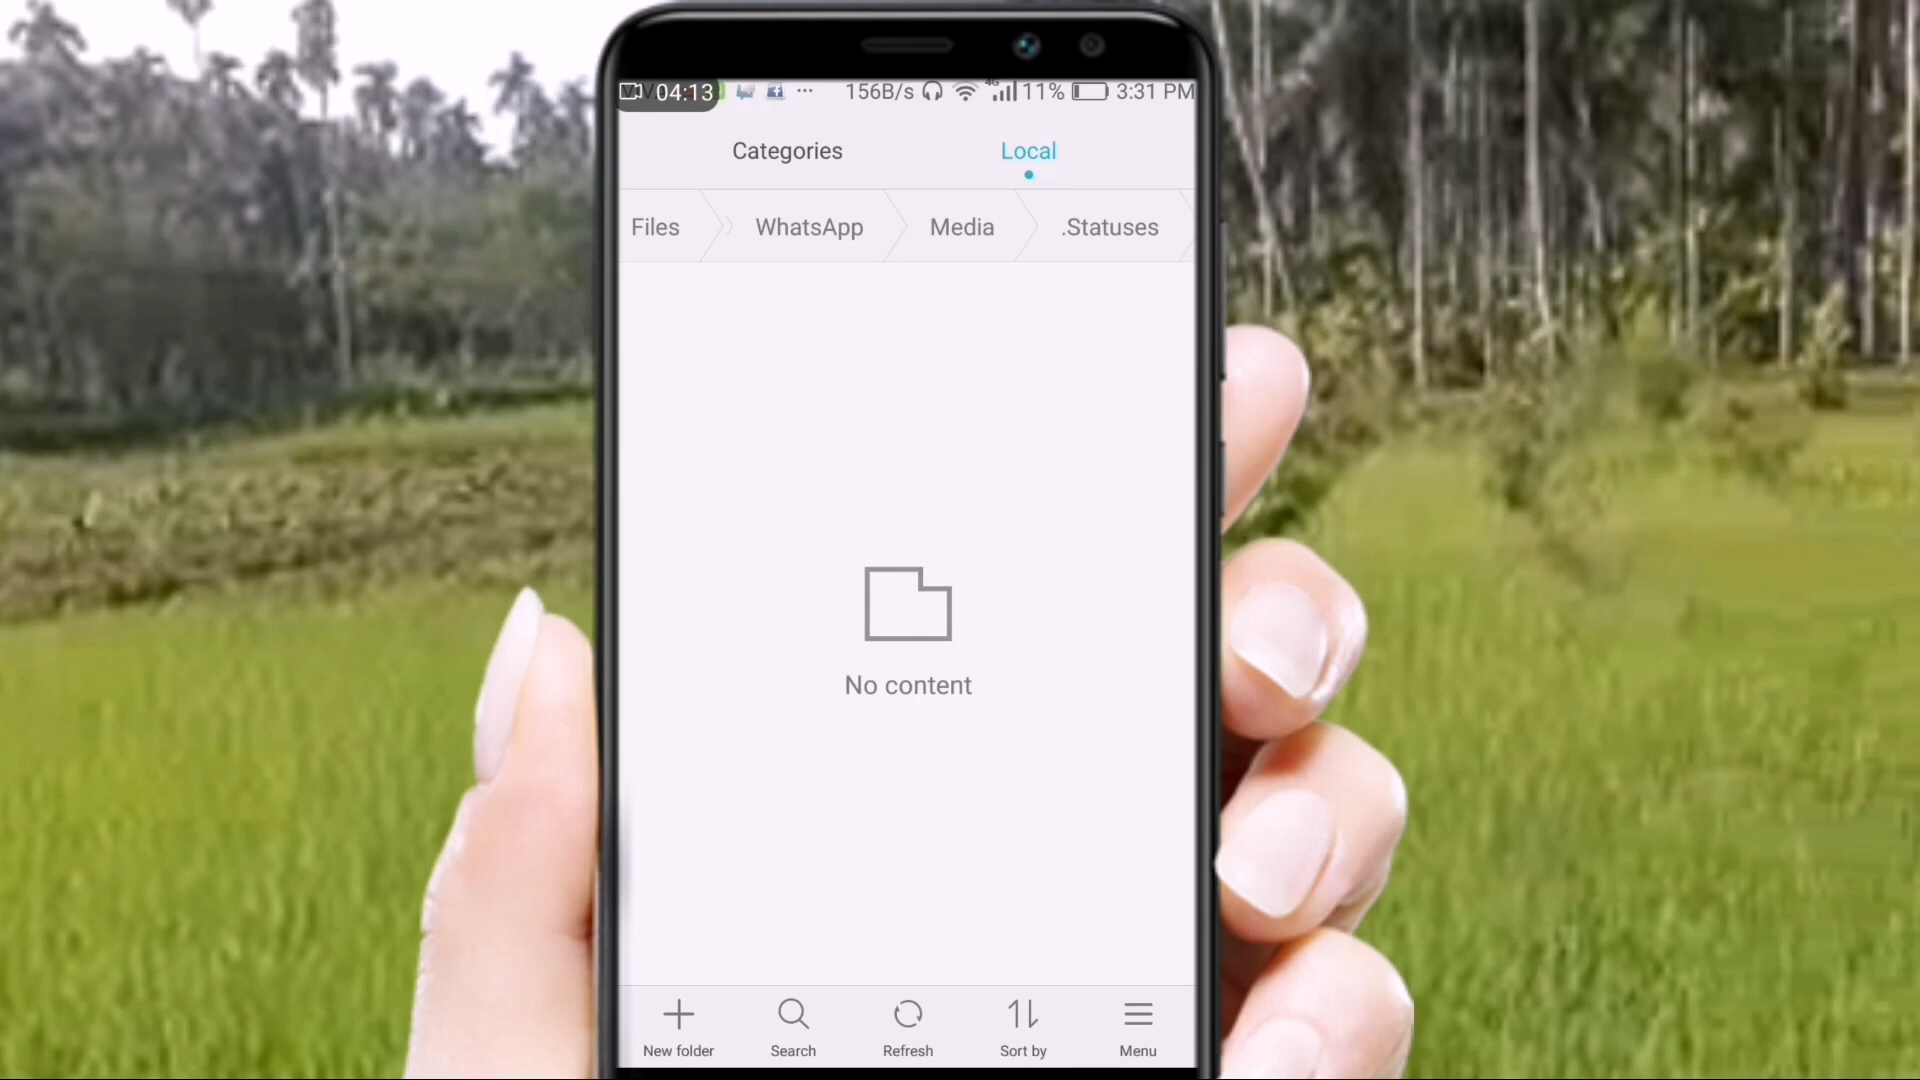 04:13 ... 156B/s 4G 11% 3:31 PM
Categories Local
Files WhatsApp Media .Statuses
No content
New folder Search Refresh Sort by Menu